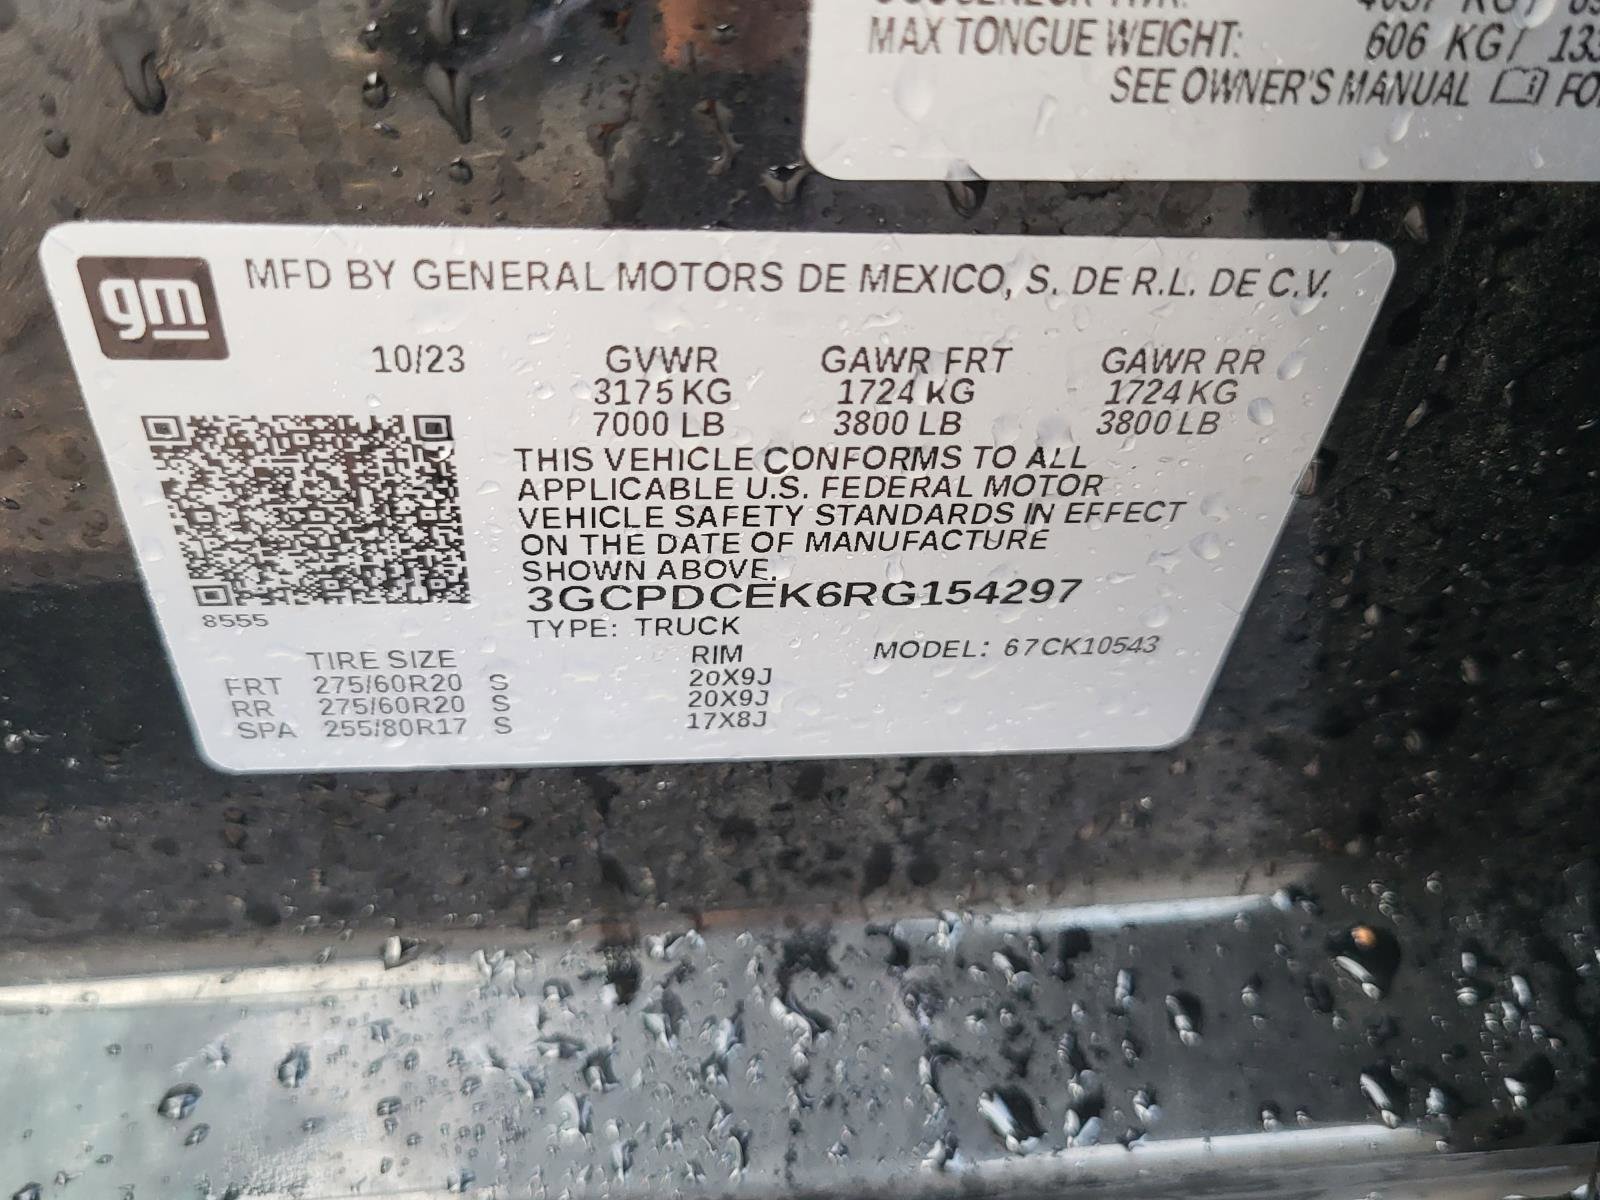 MAX TONGUE WEIGHT: 606 KG/
SEE OWNER'S MANUAL
gm
MFD BY GENERAL MOTORS DE MEXICO, S. DE R.L. DE C.V.
10/23 GVWR GAWR FRT GAWR RR
3175 KG 1724 KG 1724 KG
7000 LB 3800 LB 3800 LB
THIS VEHICLE CONFORMS TO ALL
APPLICABLE U.S. FEDERAL MOTOR
VEHICLE SAFETY STANDARDS IN EFFECT
ON THE DATE OF MANUFACTURE
SHOWN ABOVE.
3GCPDCEK6RG154297
8555
TYPE: TRUCK
TIRE SIZE RIM MODEL: 67CK10543
FRT 275/60R20 S 20X9J
RR 275/60R20 S 20X9J
SPA 255/80R17 S 17X8J